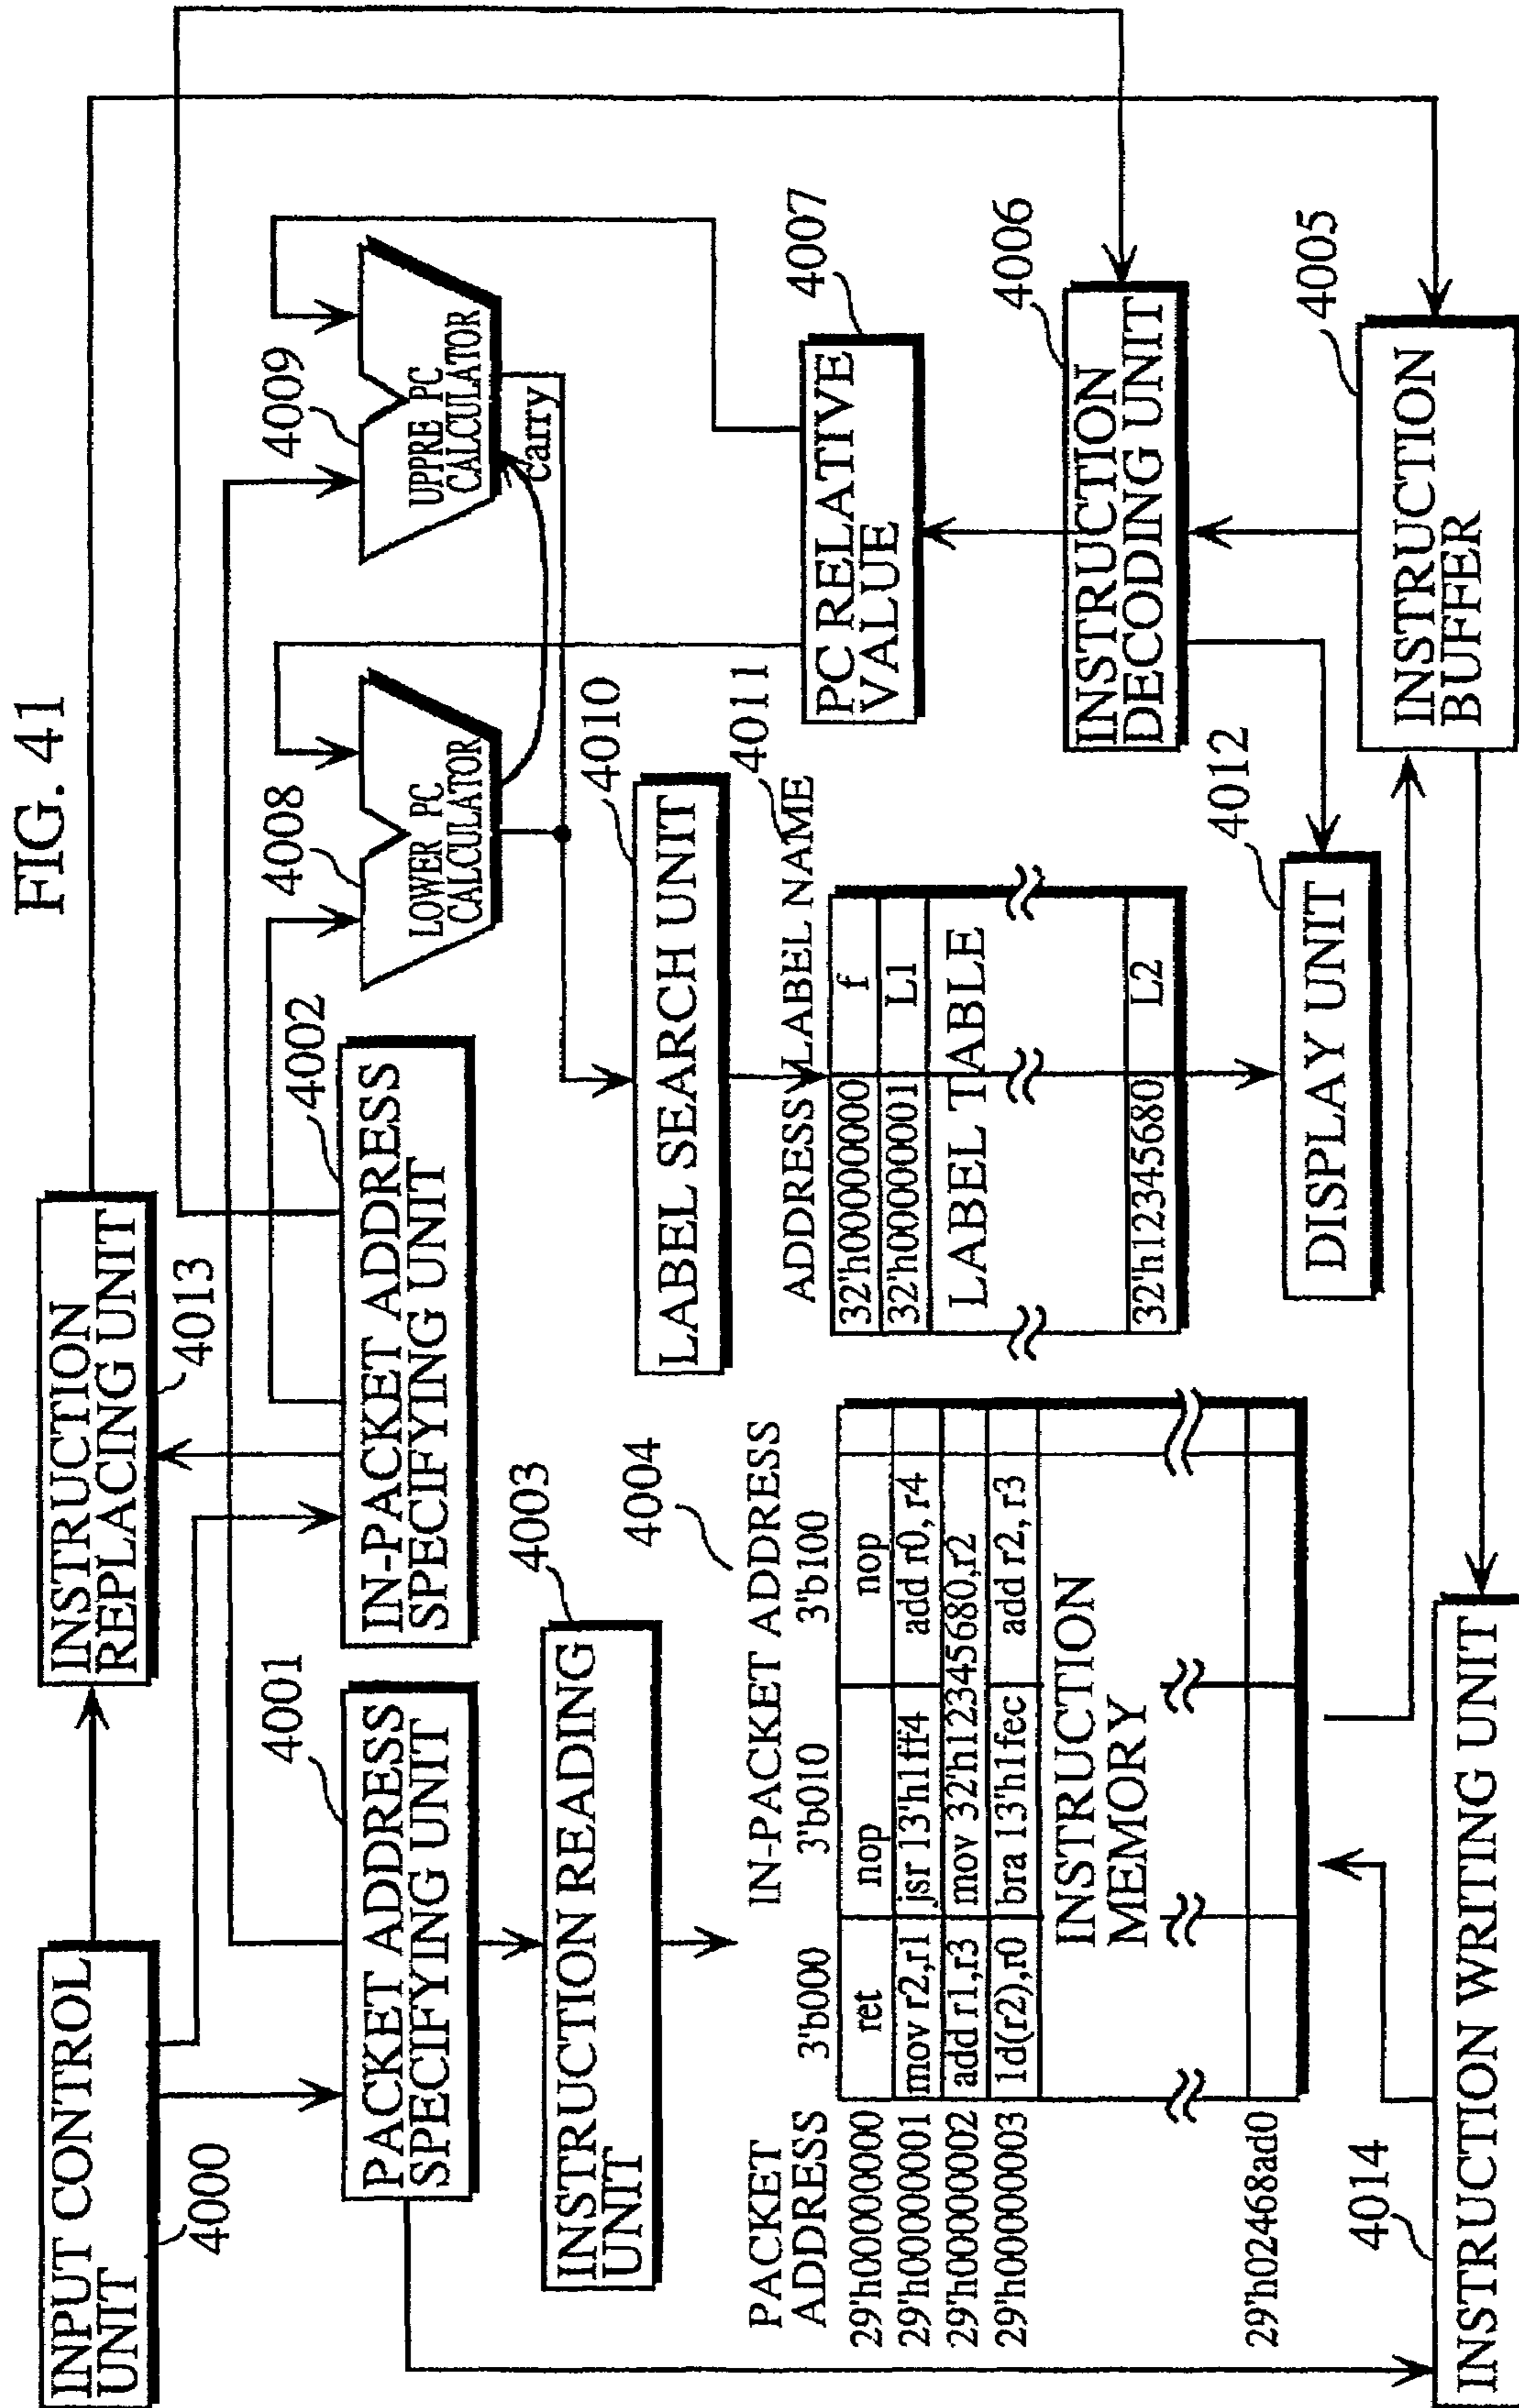 FIG. 41
INPUT CONTROL
UNIT
4000
INSTRUCTION
REPLACING UNIT
4013
PACKET ADDRESS
SPECIFYING UNIT
4001
IN-PACKET ADDRESS
SPECIFYING UNIT
4002
LOWER PC
CALCULATOR
4008
UPPRE PC
CALCULATOR
4009
carry
INSTRUCTION READING
UNIT
4003
LABEL SEARCH UNIT
4010
PC RELATIVE
VALUE
4007
4004
PACKET
ADDRESS
IN-PACKET ADDRESS
3"b000 3"b010 3"b100
29'h00000000 ret nop nop
29'h00000001 mov r2,r1 jsr 13'h1ff4 add r0, r4
29'h00000002 add r1,r3 mov 32'h12345680,r2
29'h00000003 1d(r2),r0 bra 13'h1fec add r2, r3
INSTRUCTION
MEMORY
29'h02468ad0
4011
ADDRESS LABEL NAME
32'h00000000 f
32'h00000001 L1
LABEL TABLE
32'h12345680 L2
INSTRUCTION
DECODING UNIT
4006
DISPLAY UNIT
4012
INSTRUCTION
BUFFER
4005
INSTRUCTION WRITING UNIT
4014